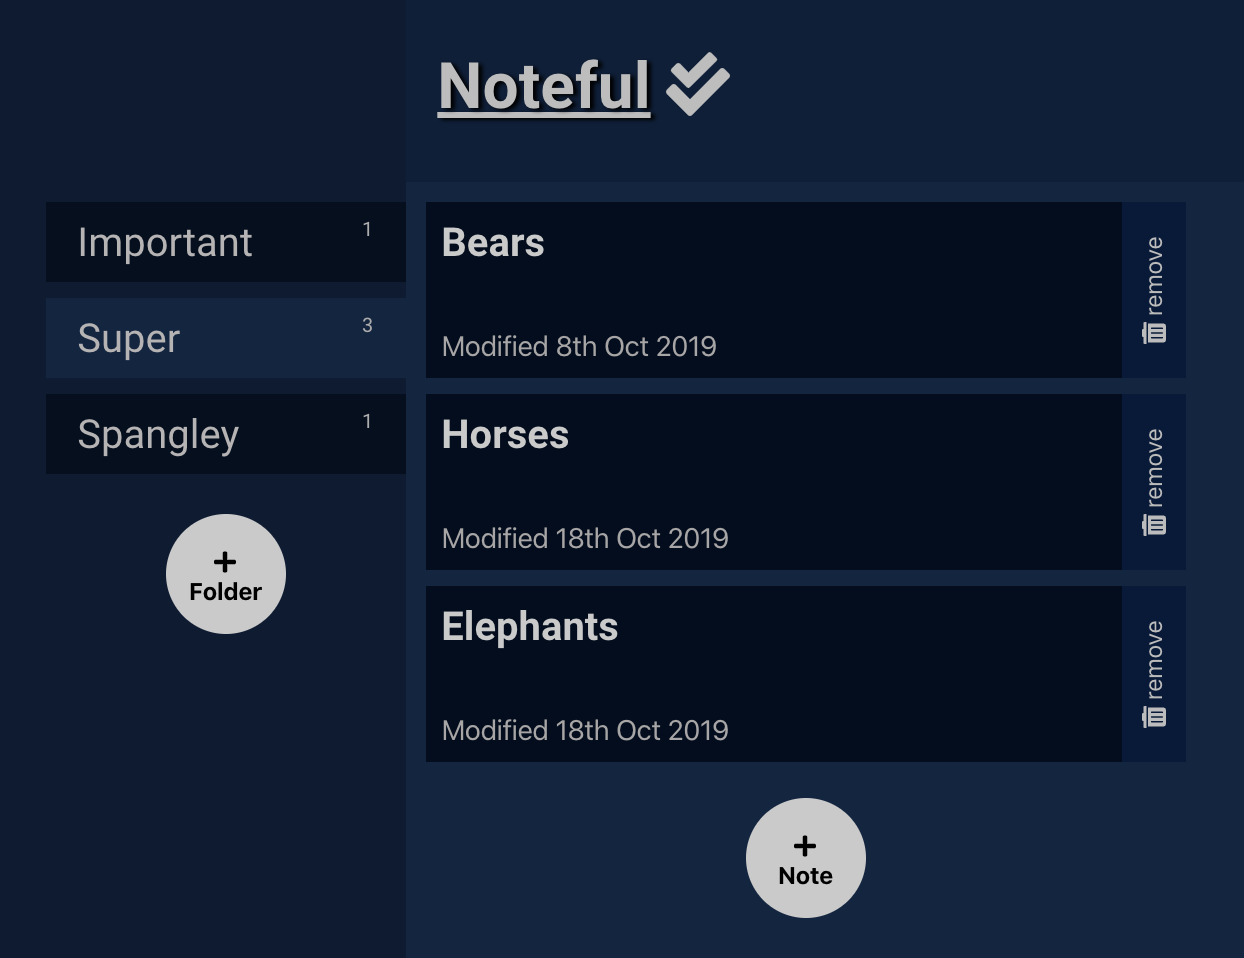 Noteful
Important 1
Super 3
Spangley 1
+
Folder
Bears
Modified 8th Oct 2019
remove
Horses
Modified 18th Oct 2019
remove
Elephants
Modified 18th Oct 2019
remove
+
Note